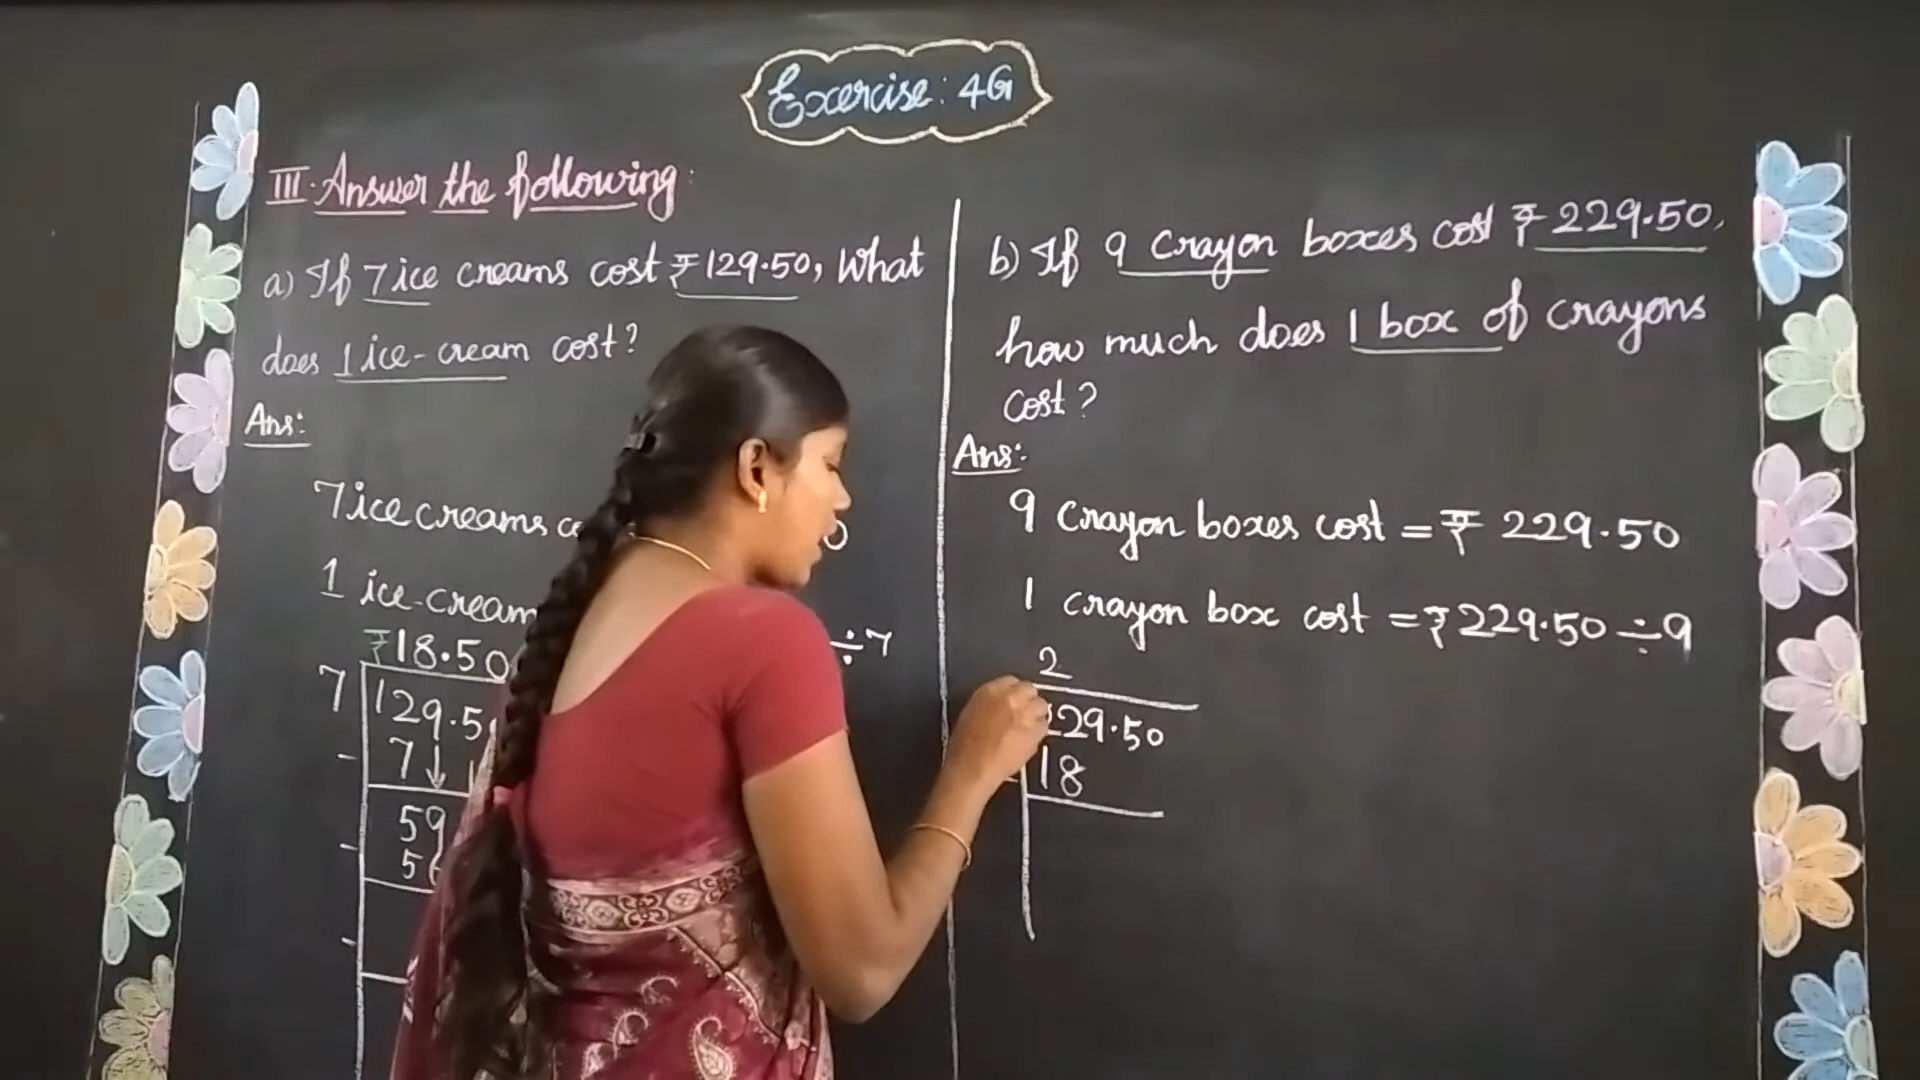 Exercise: 4G
III. Answer the following:
a) If 7 ice creams cost ₹129.50, What
does 1 ice-cream cost?
Ans:
7 ice creams
1 ice-cream
÷7
₹18.50
7
129.5
- 7↓
59
- 5
-
b) If 9 Crayon boxes cost ₹229.50,
how much does 1 box of crayons
cost?
Ans:
9 Crayon boxes cost = ₹ 229.50
1 crayon box cost = ₹229.50 ÷9
2
229.50
18